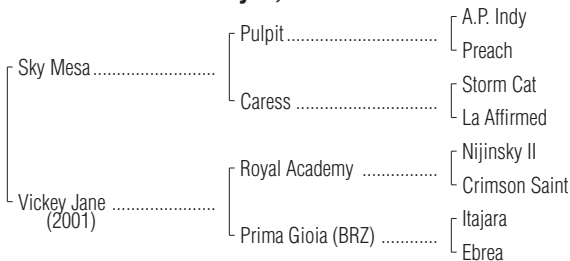 A.P. Indy
Pulpit
Preach
Sky Mesa
Storm Cat
Caress
La Affirmed
Nijinsky II
Royal Academy
Crimson Saint
Vickey Jane
(2001)
Itajara
Prima Gioia (BRZ)
Ebrea